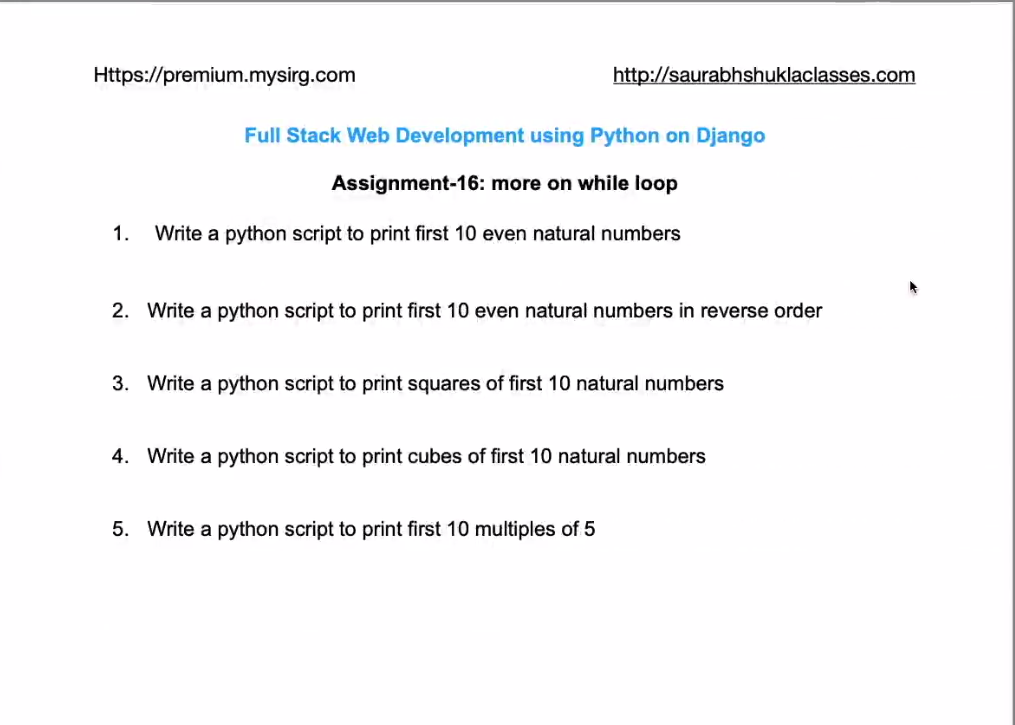 Https://premium.mysirg.com http://saurabhshuklaclasses.com
Full Stack Web Development using Python on Django
Assignment-16: more on while loop
1. Write a python script to print first 10 even natural numbers
2. Write a python script to print first 10 even natural numbers in reverse order
3. Write a python script to print squares of first 10 natural numbers
4. Write a python script to print cubes of first 10 natural numbers
5. Write a python script to print first 10 multiples of 5